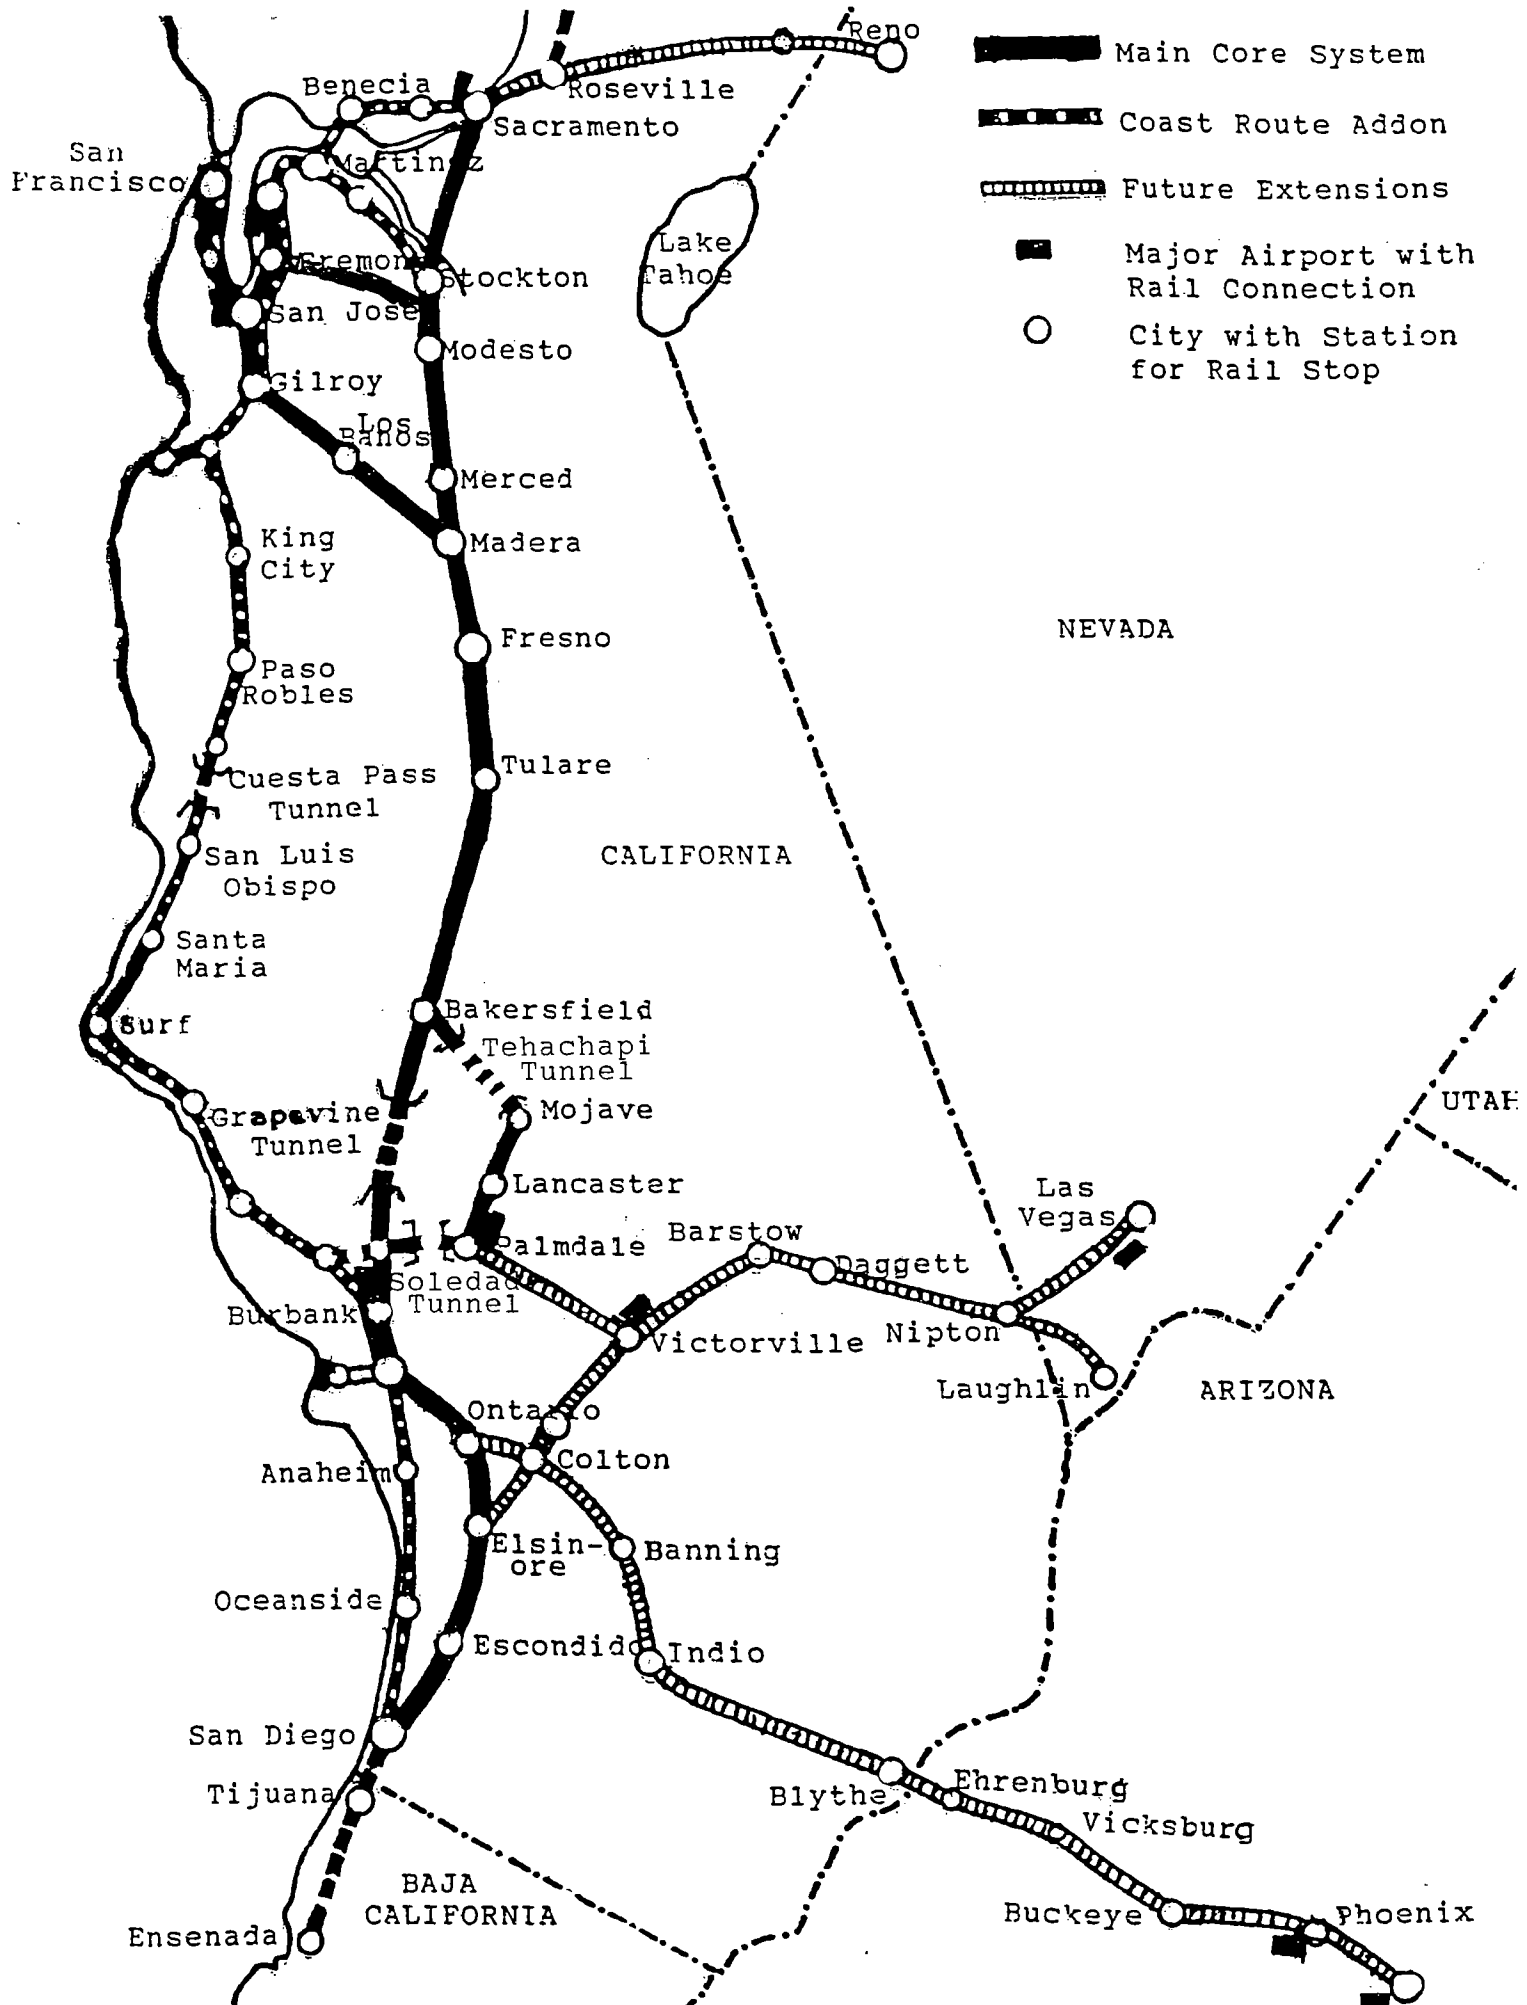 Reno
Main Core System
Benecia
Roseville
Sacramento
Coast Route Addon
San
Francisco
Martinez
Future Extensions
Lake
Tahoe
Major Airport with
Rail Connection
Fremont
Stockton
San Jose
City with Station
for Rail Stop
Modesto
Gilroy
Los
Banos
Merced
King
City
Madera
NEVADA
Fresno
Paso
Robles
Tulare
Cuesta Pass
Tunnel
CALIFORNIA
San Luis
Obispo
Santa
Maria
Bakersfield
Surf
Tehachapi
Tunnel
UTAH
Mojave
Grapevine
Tunnel
Lancaster
Las
Vegas
Barstow
Palmdale
Daggett
Soledad
Tunnel
Burbank
Victorville
Nipton
Laughlin
ARIZONA
Ontario
Colton
Anaheim
Elsin-
ore
Banning
Oceanside
Escondido
Indio
San Diego
Tijuana
Blythe
Ehrenburg
Vicksburg
BAJA
CALIFORNIA
Buckeye
Phoenix
Ensenada